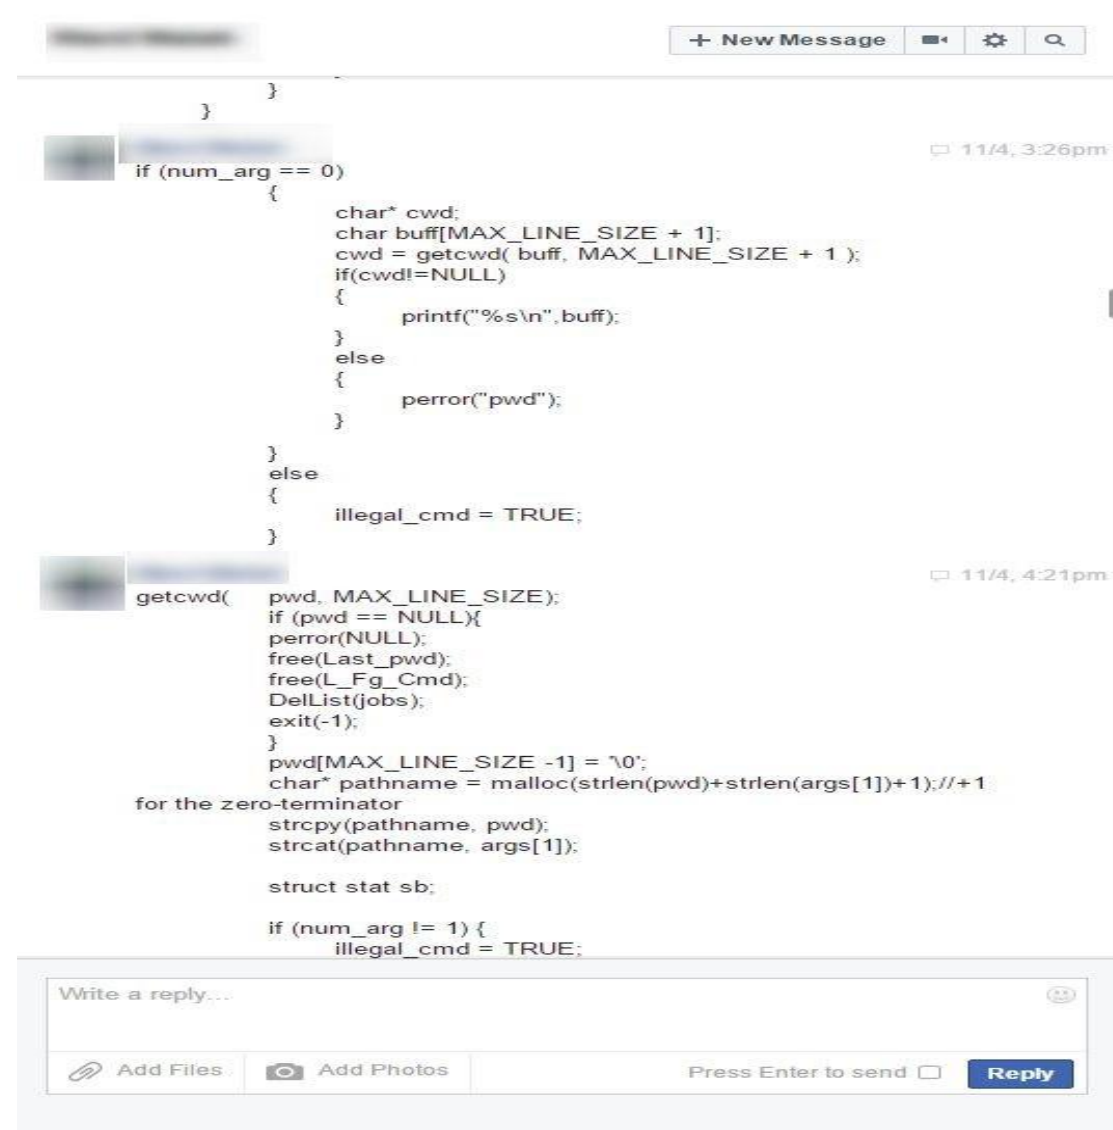 + New Message
}
}
11/4, 3:26pm
if (num_arg == 0)
{
char* cwd;
char buff[MAX_LINE_SIZE + 1];
cwd = getcwd( buff, MAX_LINE_SIZE + 1 );
if(cwd!=NULL)
{
printf("%s\n",buff);
}
else
{
perror("pwd");
}
}
else
{
illegal_cmd = TRUE;
}
11/4, 4:21pm
getcwd( pwd, MAX_LINE_SIZE);
if (pwd == NULL){
perror(NULL);
free(Last_pwd);
free(L_Fg_Cmd);
DelList(jobs);
exit(-1);
}
pwd[MAX_LINE_SIZE -1] = '\0';
char* pathname = malloc(strlen(pwd)+strlen(args[1])+1);//+1
for the zero-terminator
strcpy(pathname, pwd);
strcat(pathname, args[1]);
struct stat sb;
if (num_arg != 1) {
illegal_cmd = TRUE;
Write a reply...
Add Files Add Photos Press Enter to send Reply